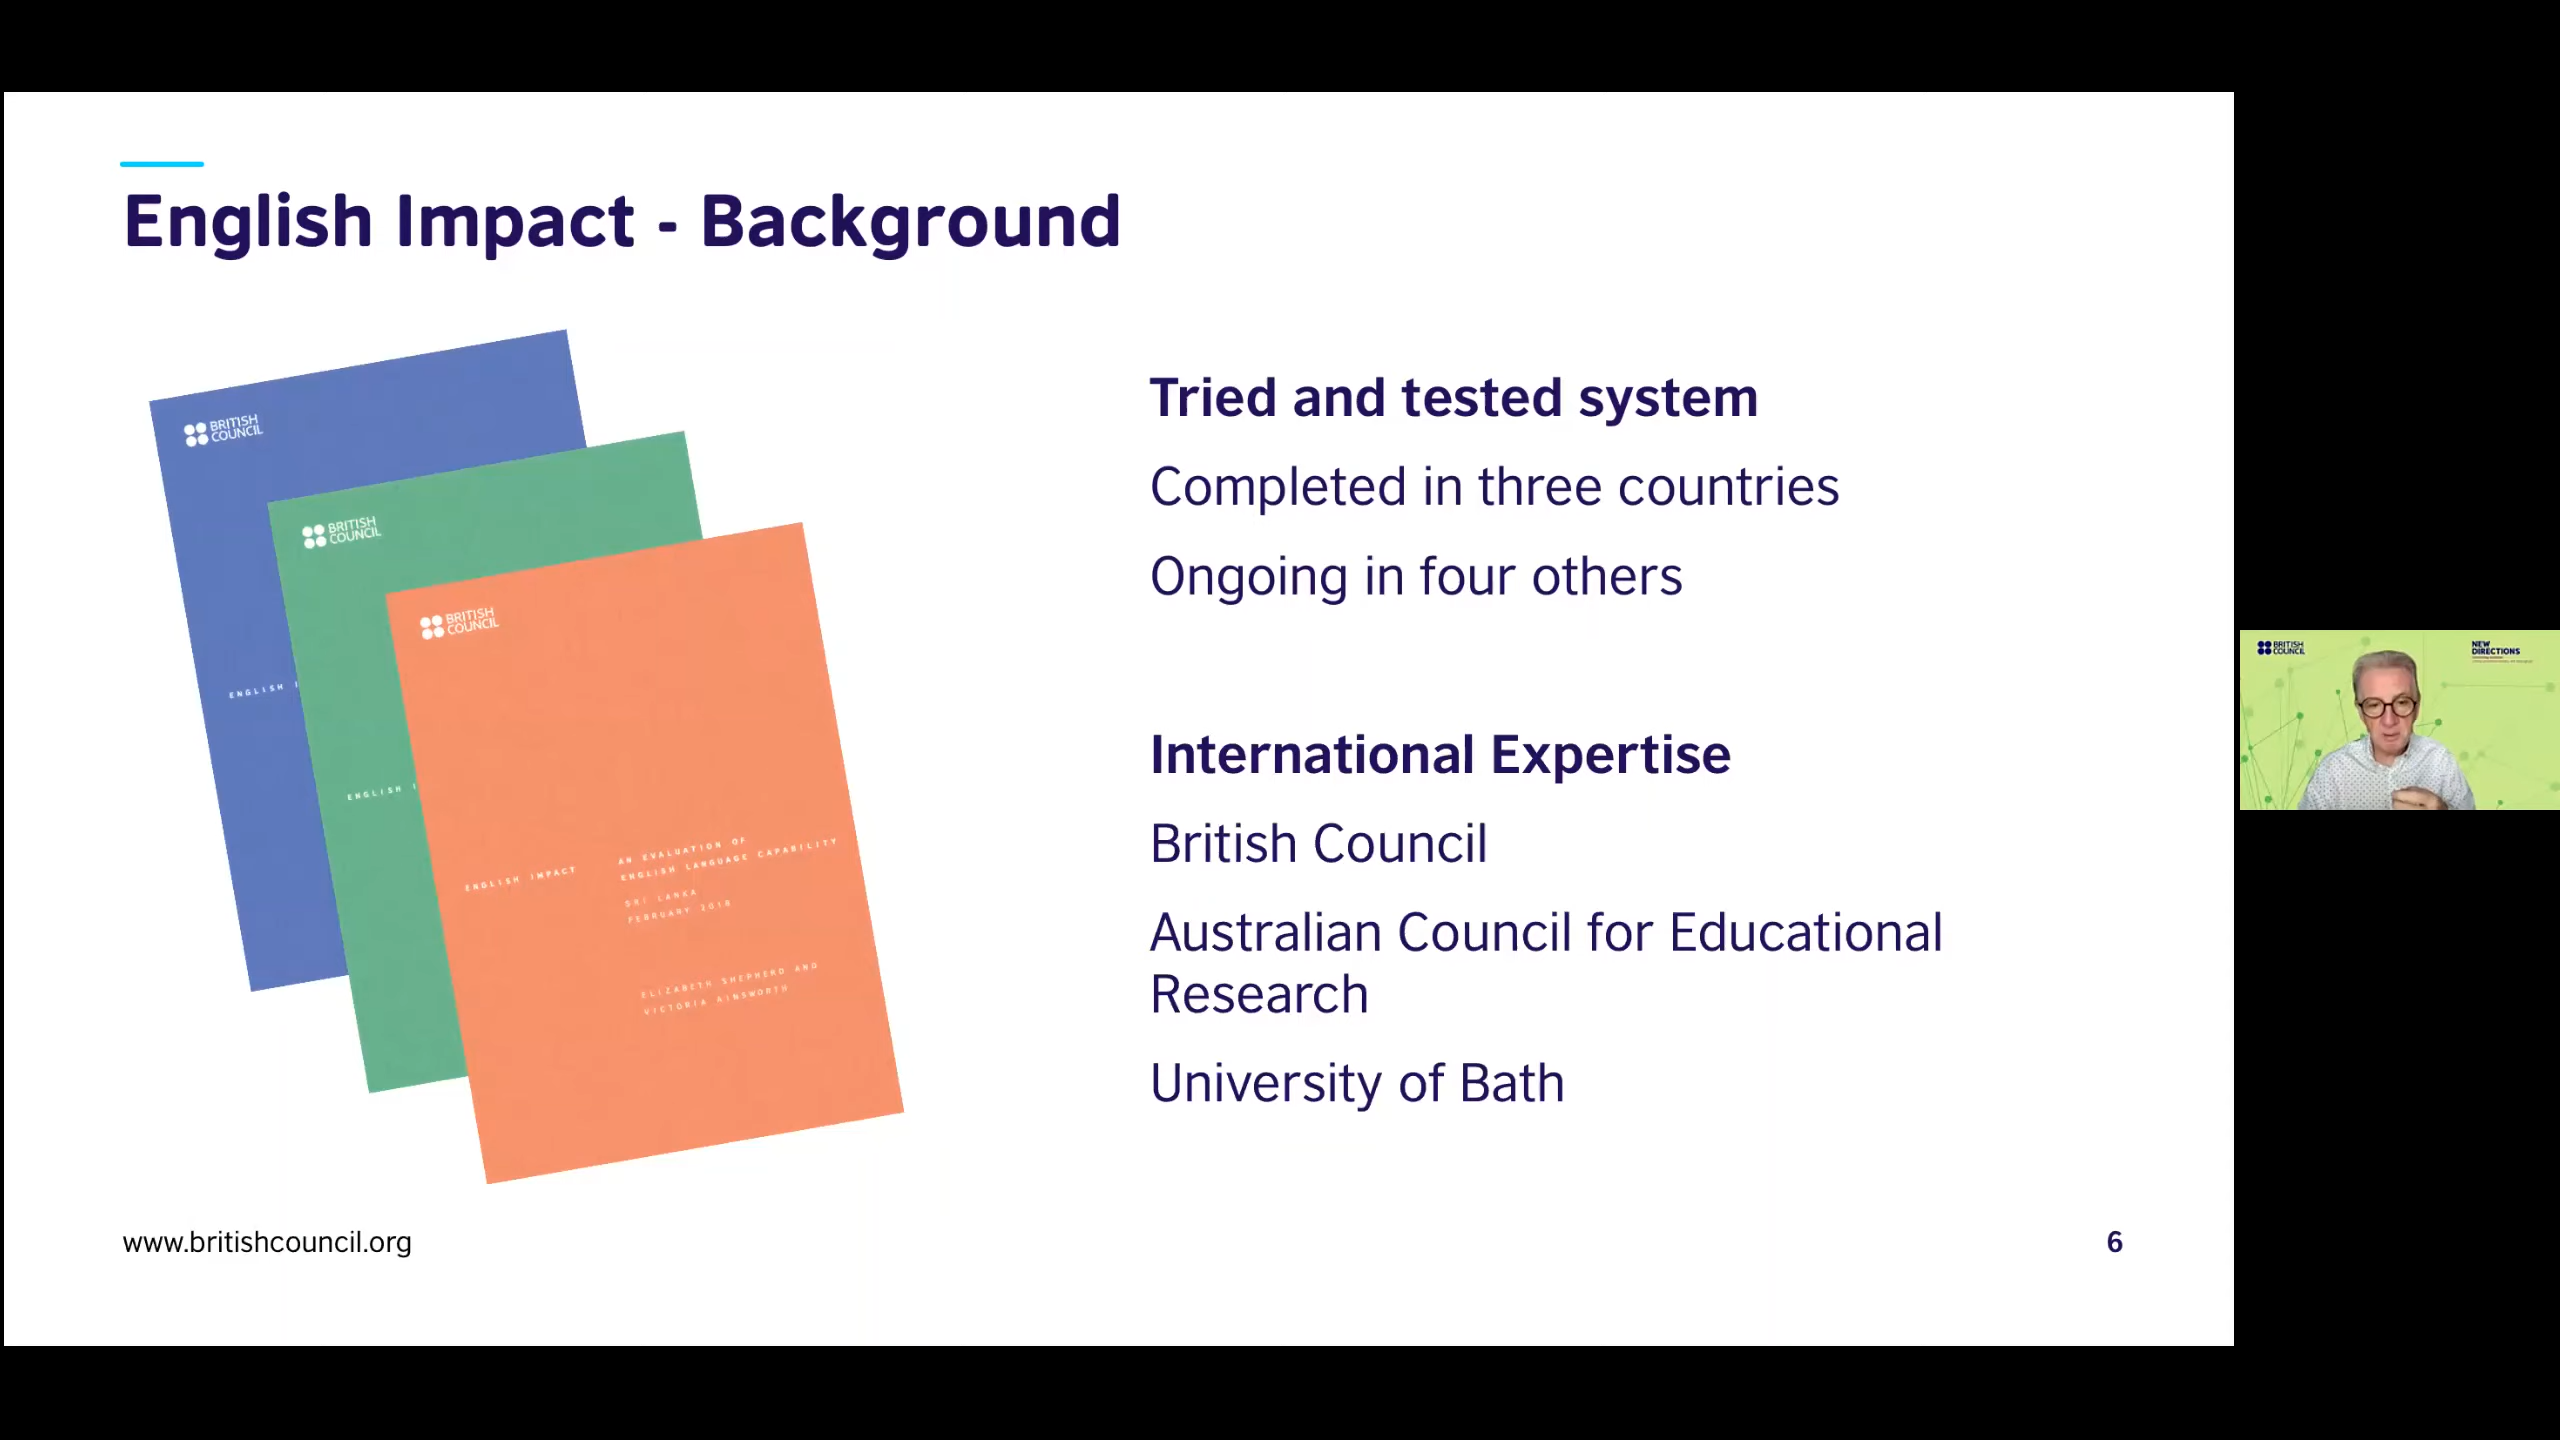 English Impact - Background
BRITISH
COUNCIL
ENGLISH I
BRITISH
COUNCIL
ENGLISH I
BRITISH
COUNCIL
ENGLISH IMPACT
AN EVALUATION OF
ENGLISH LANGUAGE CAPABILITY
SRI LANKA
FEBRUARY 2018
ELIZABETH SHEPHERD AND
VICTORIA AINSWORTH
Tried and tested system
Completed in three countries
Ongoing in four others
International Expertise
British Council
Australian Council for Educational
Research
University of Bath
www.britishcouncil.org
6
BRITISH
COUNCIL
NEW
DIRECTIONS